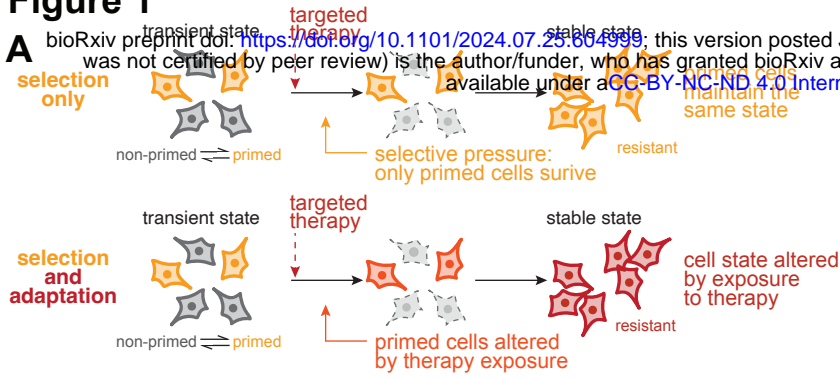 Figure 1
A
bioRxiv preprint doi: https://doi.org/10.1101/2024.07.25.604999; this version posted
was not certified by peer review) is the author/funder, who has granted bioRxiv a
available under aCC-BY-NC-ND 4.0 Intern
transient state
targeted
therapy
stable state
selection
only
primed cells
maintain the
same state
non-primed ⇌ primed
selective pressure:
only primed cells surive
resistant
transient state
targeted
therapy
stable state
selection
and
adaptation
cell state altered
by exposure
to therapy
non-primed ⇌ primed
primed cells altered
by therapy exposure
resistant